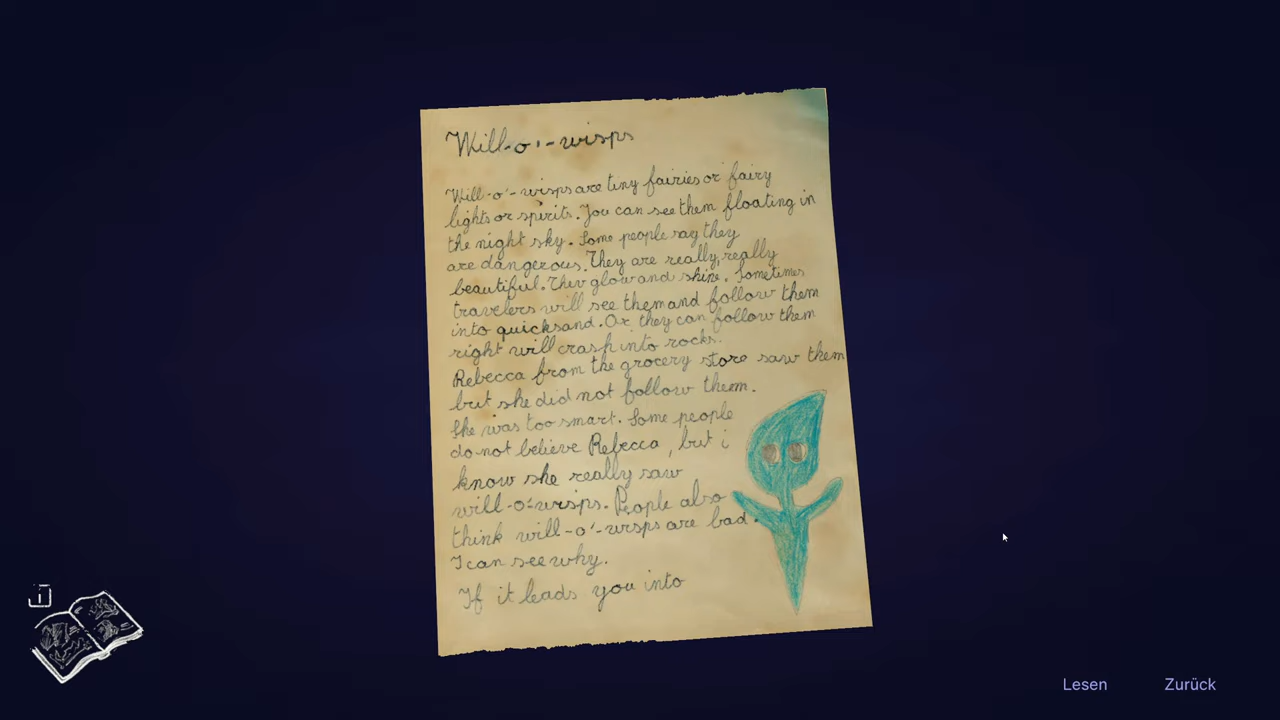 Will-o'-wisps
Will-o'-wisps are tiny fairies or fairy
lights or spirits. You can see them floating in
the night sky. Some people say they
are dangerous. They are really, really
beautiful. They glow and shine. Sometimes
travelers will see them and follow them
into quicksand. Or they can follow them
right will crash into rocks.
Rebecca from the grocery store saw them
but she did not follow them.
She was too smart. Some people
do not believe Rebecca, but i
know she really saw
will-o'-wisps. People also
think will-o'-wisps are bad.
I can see why.
If it leads you into
Lesen
Zurück